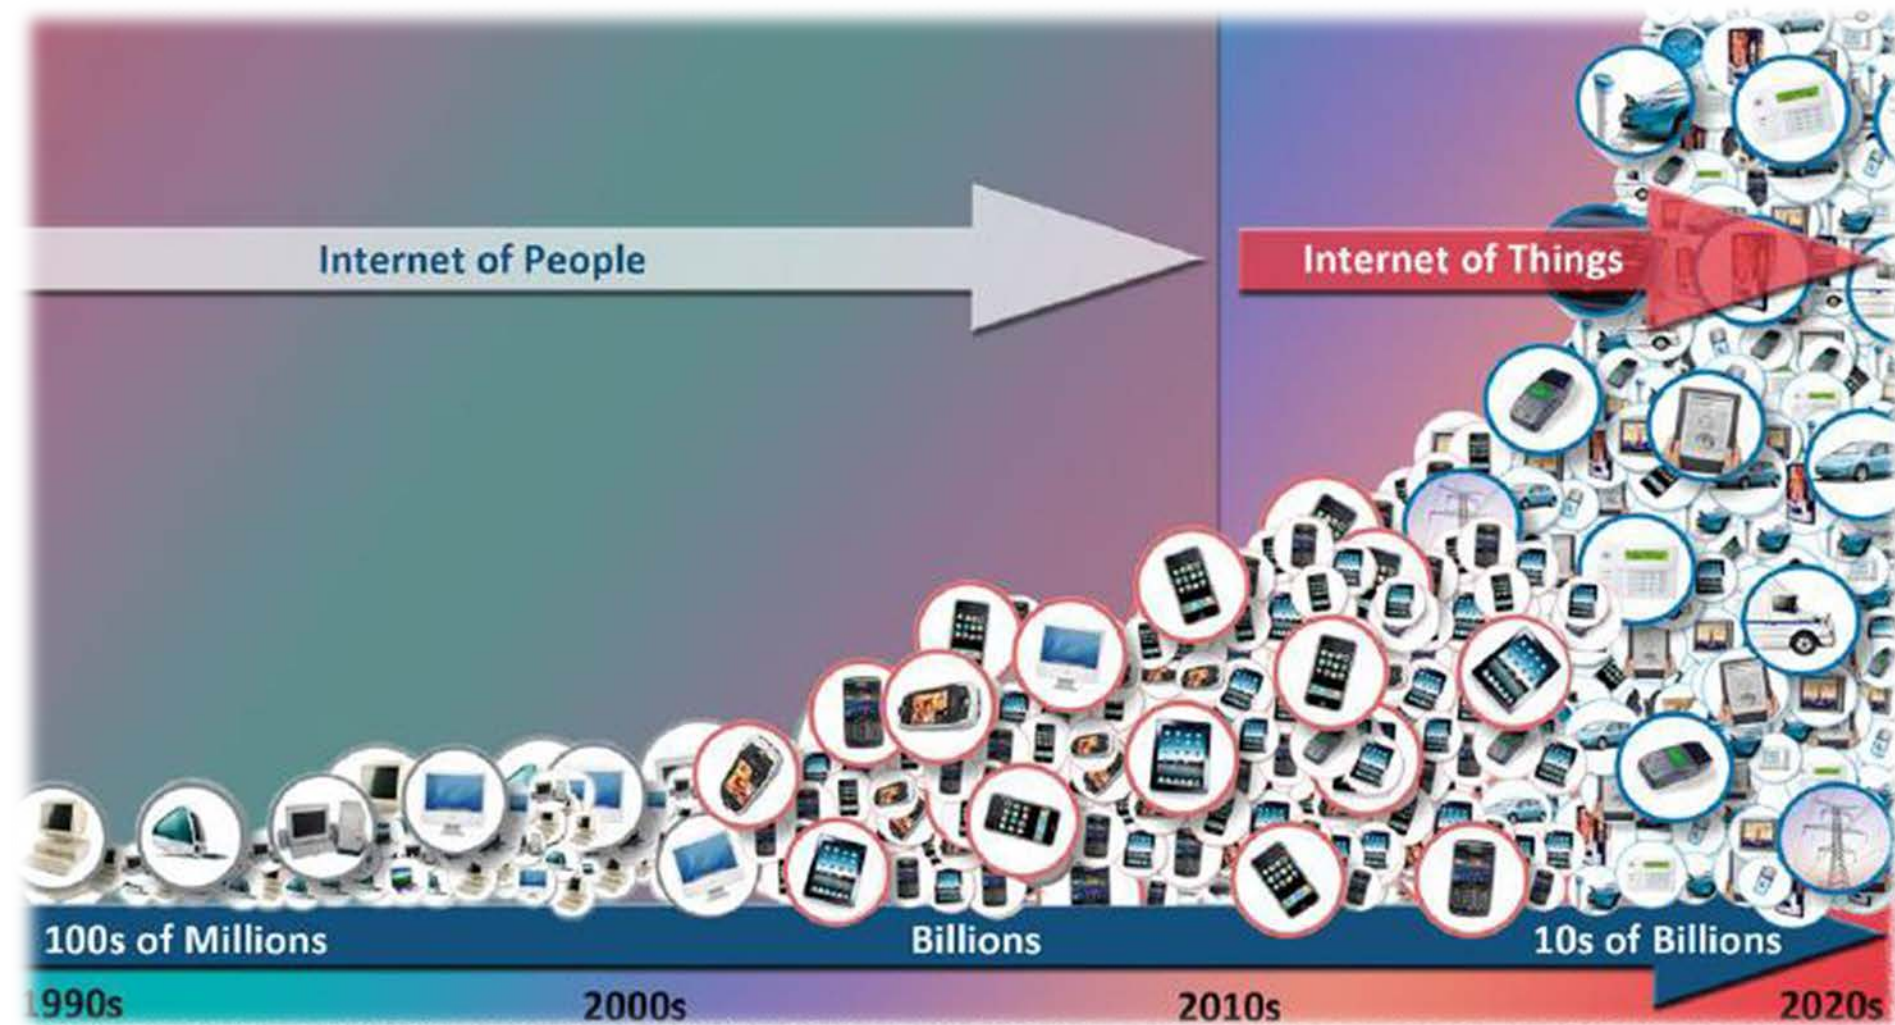 Internet of People
Internet of Things
100s of Millions
Billions
10s of Billions
1990s
2000s
2010s
2020s